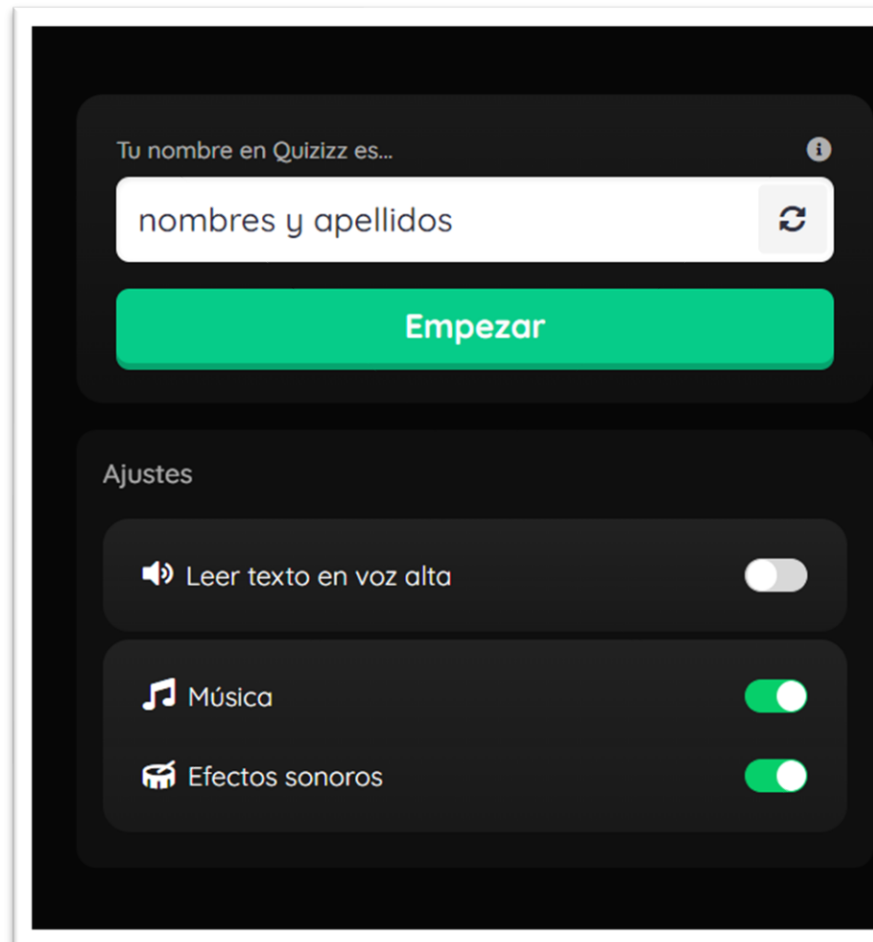 Tu nombre en Quizizz es...
nombres y apellidos
Empezar
Ajustes
Leer texto en voz alta
Música
Efectos sonoros